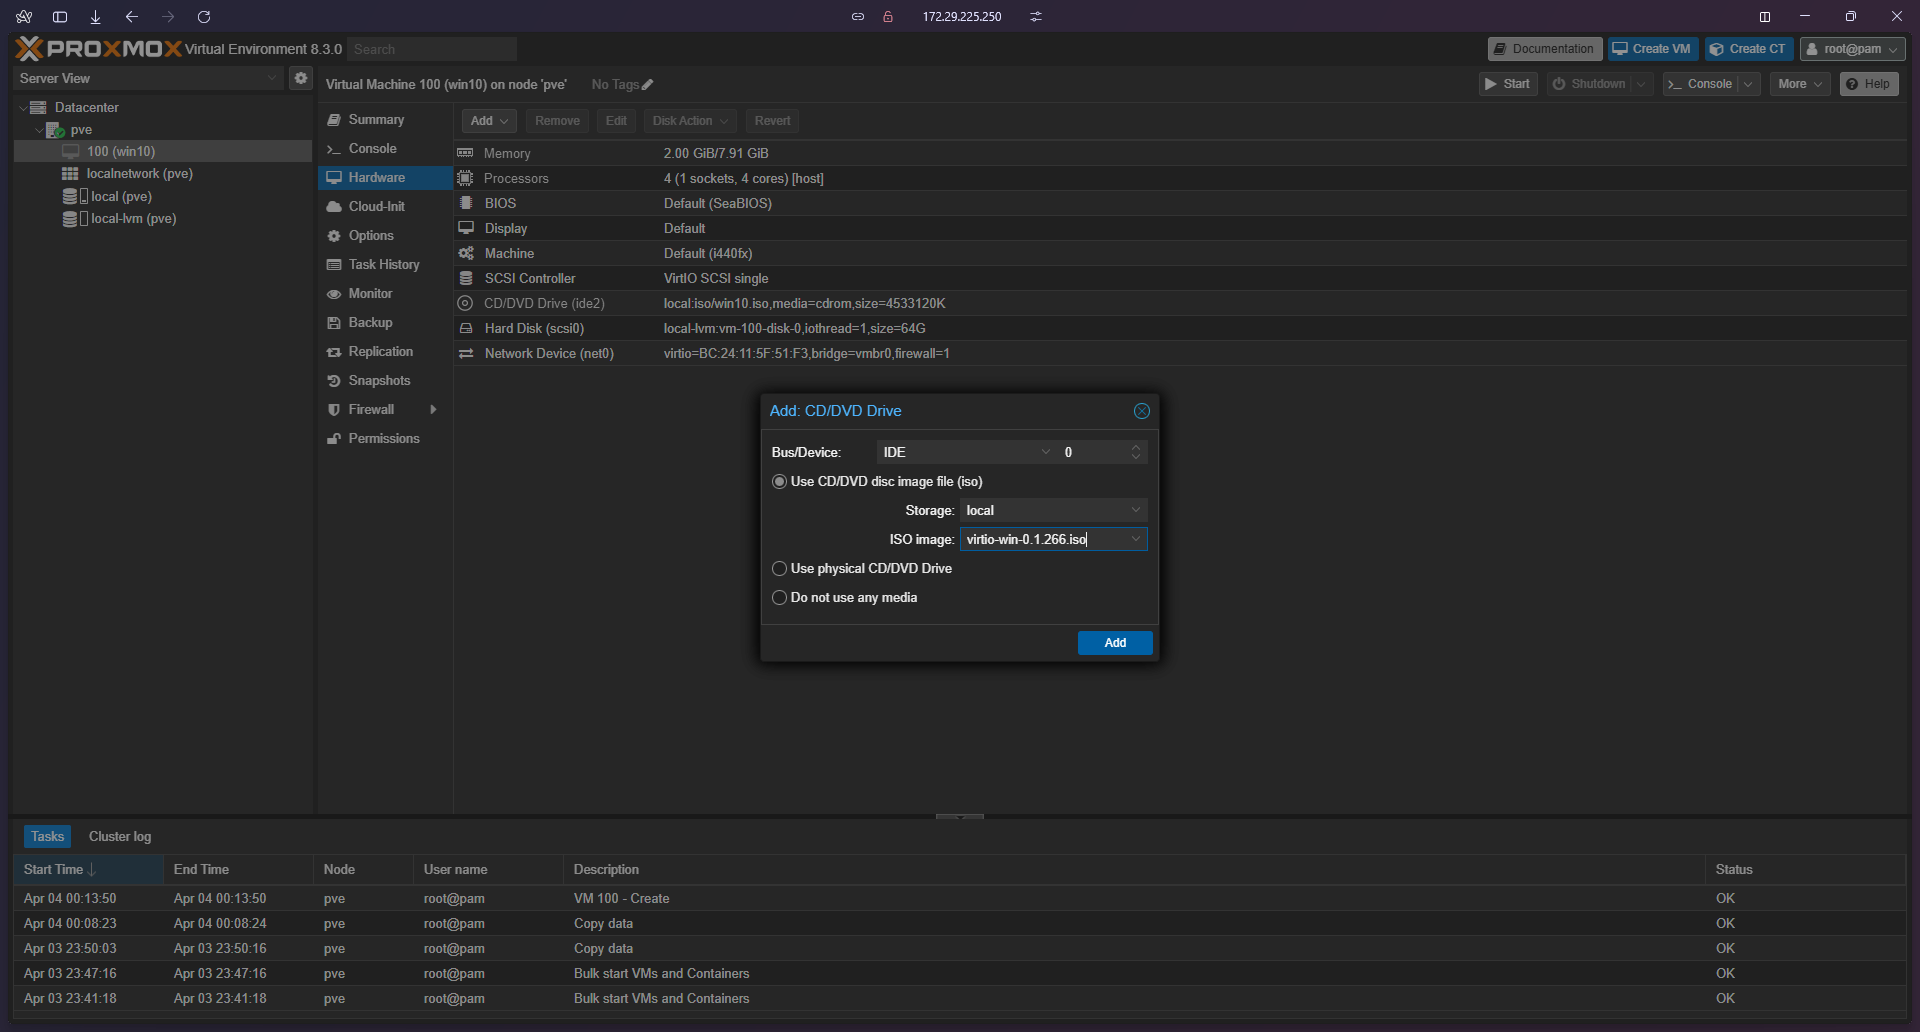 172.29.225.250
PROXMOX Virtual Environment 8.3.0 Search Documentation Create VM Create CT root@pam
Server View
Virtual Machine 100 (win10) on node 'pve' No Tags Start Shutdown Console More Help
Datacenter
pve
100 (win10)
localnetwork (pve)
local (pve)
local-lvm (pve)
Summary
Console
Hardware
Cloud-Init
Options
Task History
Monitor
Backup
Replication
Snapshots
Firewall
Permissions
Add Remove Edit Disk Action Revert
Memory 2.00 GiB/7.91 GiB
Processors 4 (1 sockets, 4 cores) [host]
BIOS Default (SeaBIOS)
Display Default
Machine Default (i440fx)
SCSI Controller VirtIO SCSI single
CD/DVD Drive (ide2) local:iso/win10.iso,media=cdrom,size=4533120K
Hard Disk (scsi0) local-lvm:vm-100-disk-0,iothread=1,size=64G
Network Device (net0) virtio=BC:24:11:5F:51:F3,bridge=vmbr0,firewall=1
Add: CD/DVD Drive
Bus/Device: IDE 0
Use CD/DVD disc image file (iso)
Storage: local
ISO image: virtio-win-0.1.266.iso
Use physical CD/DVD Drive
Do not use any media
Add
Tasks Cluster log
Start Time End Time Node User name Description Status
Apr 04 00:13:50 Apr 04 00:13:50 pve root@pam VM 100 - Create OK
Apr 04 00:08:23 Apr 04 00:08:24 pve root@pam Copy data OK
Apr 03 23:50:03 Apr 03 23:50:16 pve root@pam Copy data OK
Apr 03 23:47:16 Apr 03 23:47:16 pve root@pam Bulk start VMs and Containers OK
Apr 03 23:41:18 Apr 03 23:41:18 pve root@pam Bulk start VMs and Containers OK